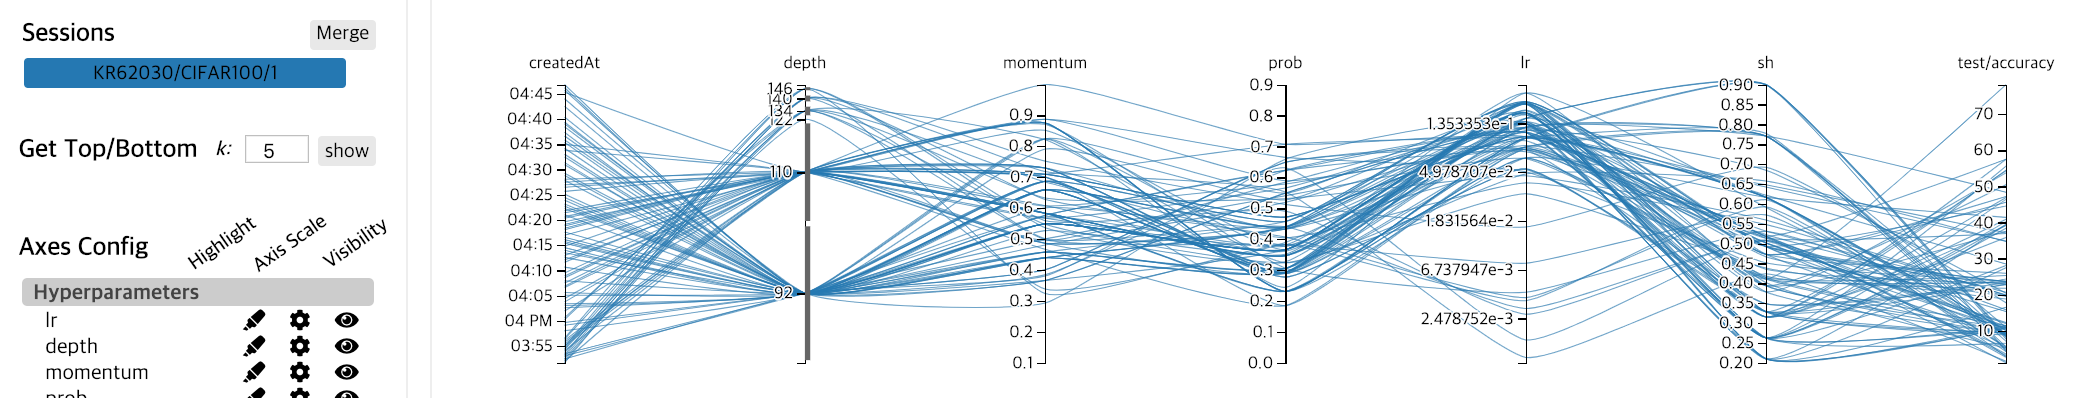 Sessions
Merge
KR62030/CIFAR100/1
Get Top/Bottom k: 5 show
Axes Config
Highlight
Axis Scale
Visibility
Hyperparameters
lr
depth
momentum
prob
createdAt
04:45
04:40
04:35
04:30
04:25
04:20
04:15
04:10
04:05
04 PM
03:55
depth
146
140
134
122
110
92
momentum
0.9
0.8
0.7
0.6
0.5
0.4
0.3
0.2
0.1
prob
0.9
0.8
0.7
0.6
0.5
0.4
0.3
0.2
0.1
0.0
lr
1.353353e-1
4.978707e-2
1.831564e-2
6.737947e-3
2.478752e-3
sh
0.90
0.85
0.80
0.75
0.70
0.65
0.60
0.55
0.50
0.45
0.40
0.35
0.30
0.25
0.20
test/accuracy
70
60
50
40
30
20
10